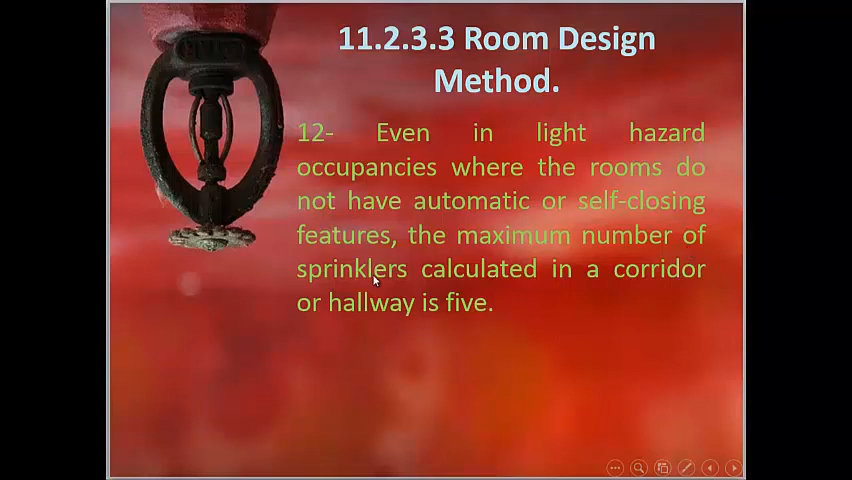 11.2.3.3 Room Design
Method.
12- Even in light hazard
occupancies where the rooms do
not have automatic or self-closing
features, the maximum number of
sprinklers calculated in a corridor
or hallway is five.